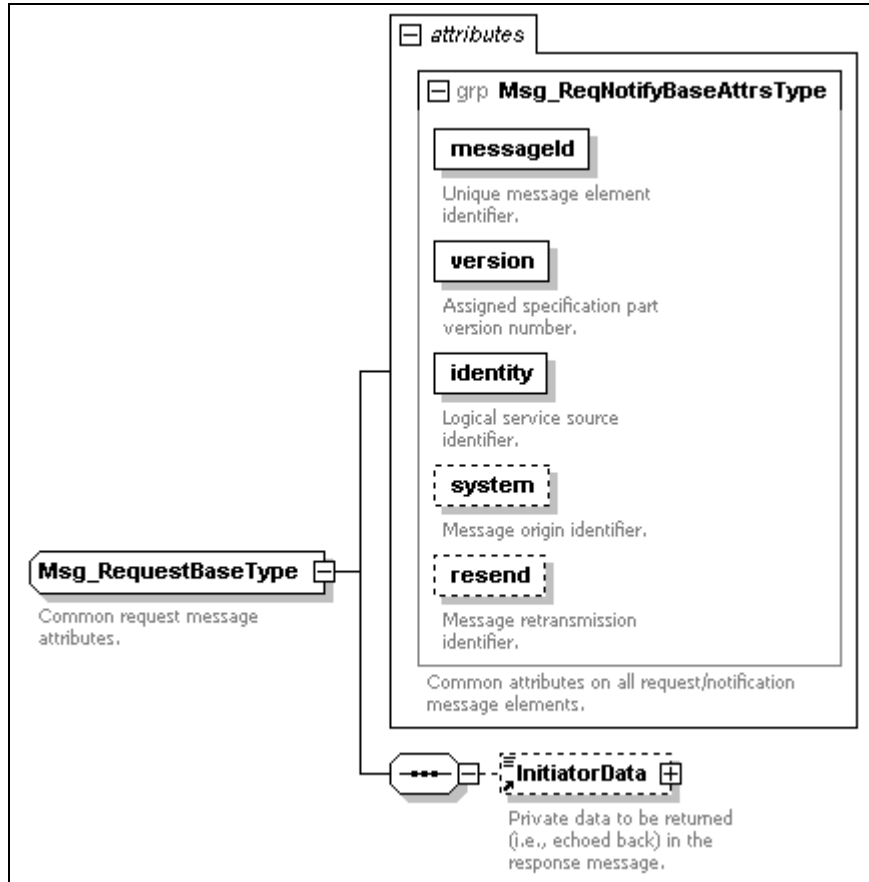 attributes
grp Msg_ReqNotifyBaseAttrsType
messageId
Unique message element
identifier.
version
Assigned specification part
version number.
identity
Logical service source
identifier.
system
Message origin identifier.
resend
Message retransmission
identifier.
Common attributes on all request/notification
message elements.
Msg_RequestBaseType
Common request message
attributes.
InitiatorData
Private data to be returned
(i.e., echoed back) in the
response message.